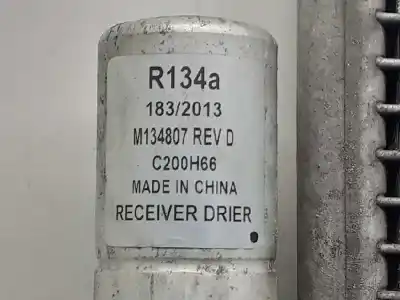 R134a
183/2013
M134807 REV D
C200H66
MADE IN CHINA
RECEIVER DRIER